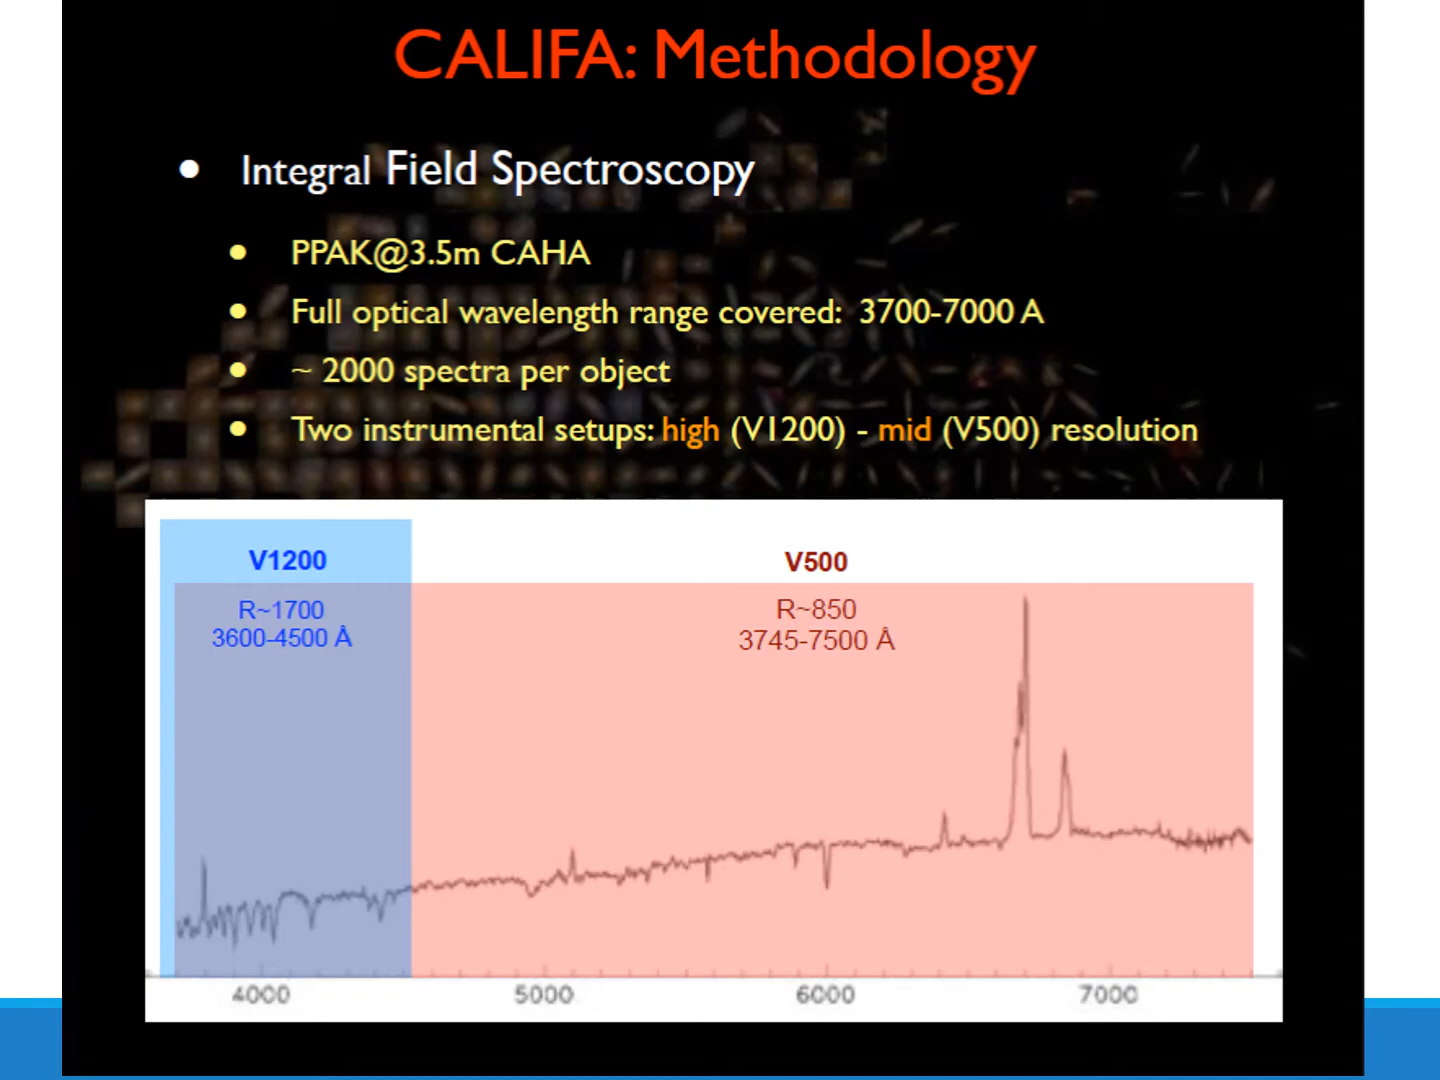 CALIFA: Methodology
• Integral Field Spectroscopy
• PPAK@3.5m CAHA
• Full optical wavelength range covered: 3700-7000 A
• ~ 2000 spectra per object
• Two instrumental setups: high (V1200) - mid (V500) resolution
V1200
R~1700
3600-4500 Å
V500
R~850
3745-7500 Å
4000 5000 6000 7000